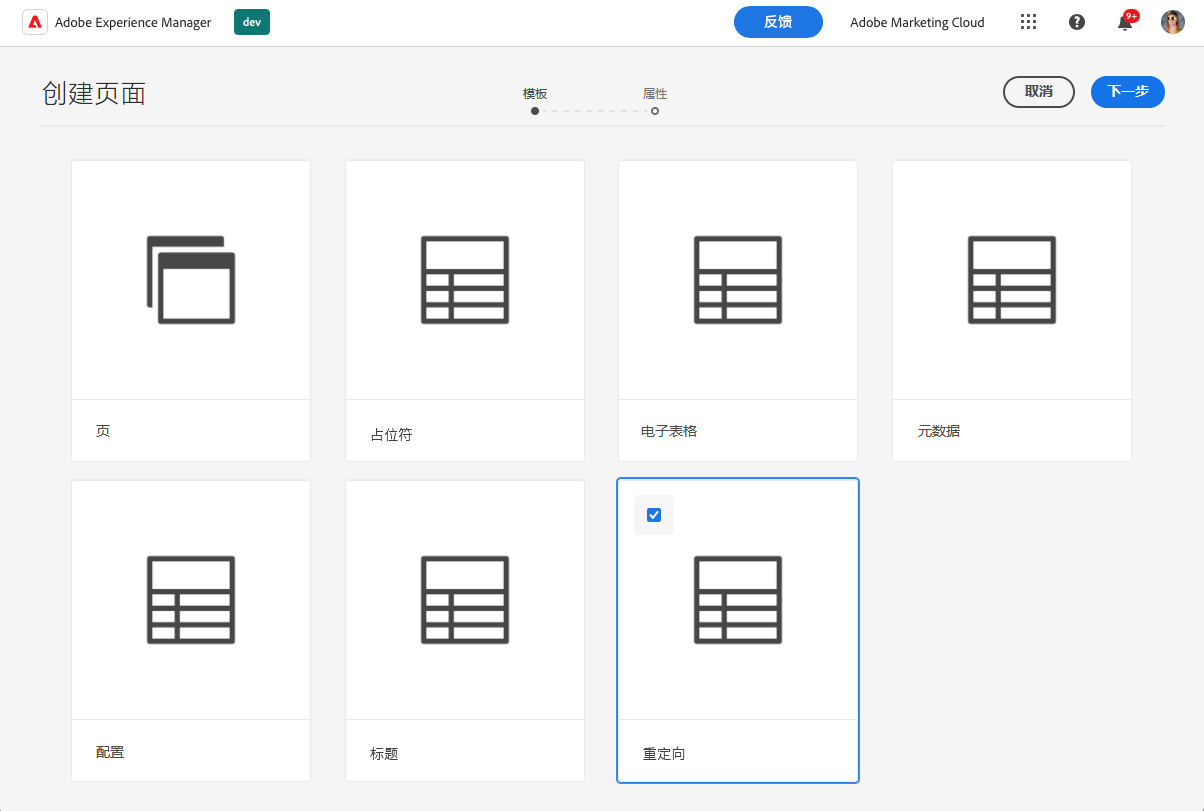 Adobe Experience Manager
dev
反馈
Adobe Marketing Cloud
9+
创建页面
模板
属性
取消
下一步
页
占位符
电子表格
元数据
配置
标题
重定向